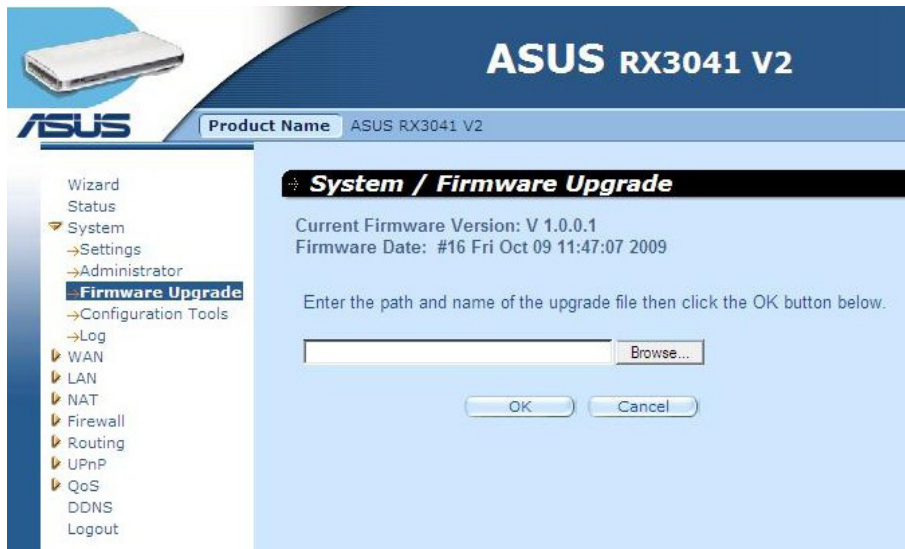 ASUS RX3041 V2
ASUS
Product Name ASUS RX3041 V2
Wizard
Status
System
→Settings
→Administrator
→Firmware Upgrade
→Configuration Tools
→Log
WAN
LAN
NAT
Firewall
Routing
UPnP
QoS
DDNS
Logout
System / Firmware Upgrade
Current Firmware Version: V 1.0.0.1
Firmware Date: #16 Fri Oct 09 11:47:07 2009
Enter the path and name of the upgrade file then click the OK button below.
Browse...
OK Cancel